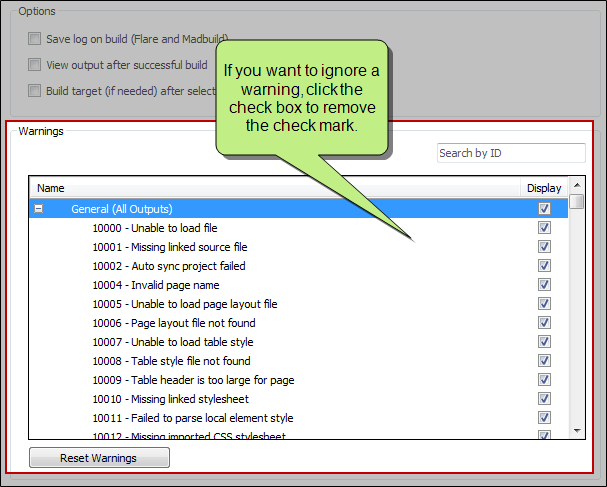 Options
Save log on build (Flare and Madbuild)
View output after successful build
Build target (if needed) after select
If you want to ignore a
warning, click the
check box to remove
the check mark.
Warnings
Search by ID
Name Display
General (All Outputs)
10000 - Unable to load file
10001 - Missing linked source file
10002 - Auto sync project failed
10004 - Invalid page name
10005 - Unable to load page layout file
10006 - Page layout file not found
10007 - Unable to load table style
10008 - Table style file not found
10009 - Table header is too large for page
10010 - Missing linked stylesheet
10011 - Failed to parse local element style
10012 - Missing imported CSS stylesheet
Reset Warnings